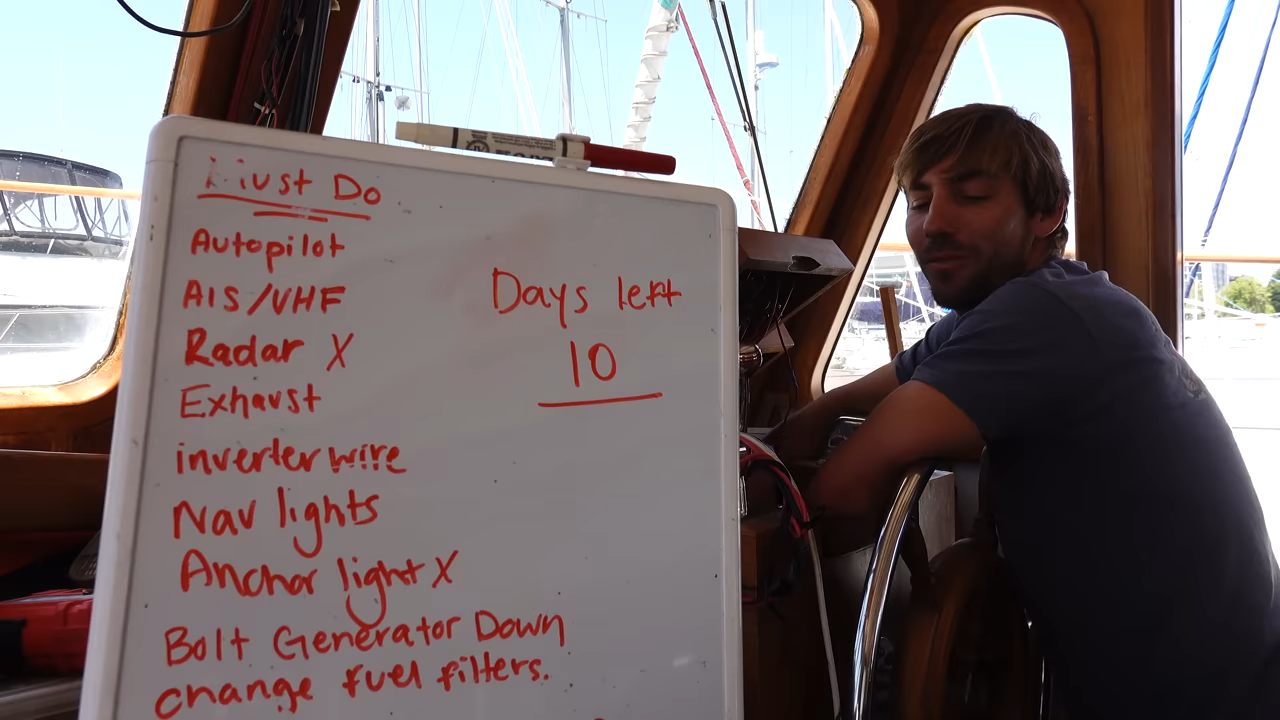 Must Do
Autopilot
AIS/VHF
Radar X
Exhaust
inverter wire
Nav lights
Anchor light X
Bolt Generator Down
change fuel filters.
Days left
10